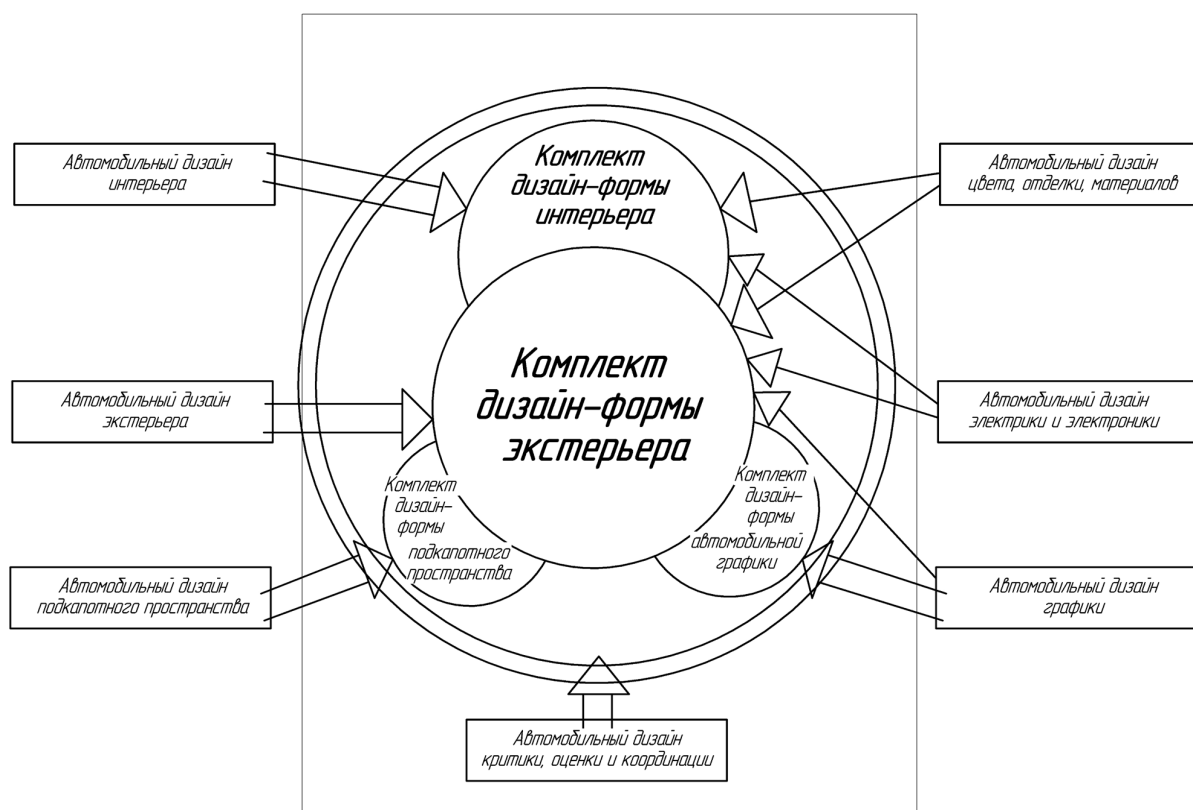 Автомобильный дизайн
интерьера
Комплект
дизайн-формы
интерьера
Автомобильный дизайн
цвета, отделки, материалов
Автомобильный дизайн
экстерьера
Комплект
дизайн-формы
экстерьера
Автомобильный дизайн
электрики и электроники
Комплект
дизайн-
формы
подкапотного
пространства
Комплект
дизайн-
формы
автомобильной
графики
Автомобильный дизайн
подкапотного пространства
Автомобильный дизайн
графики
Автомобильный дизайн
критики, оценки и координации